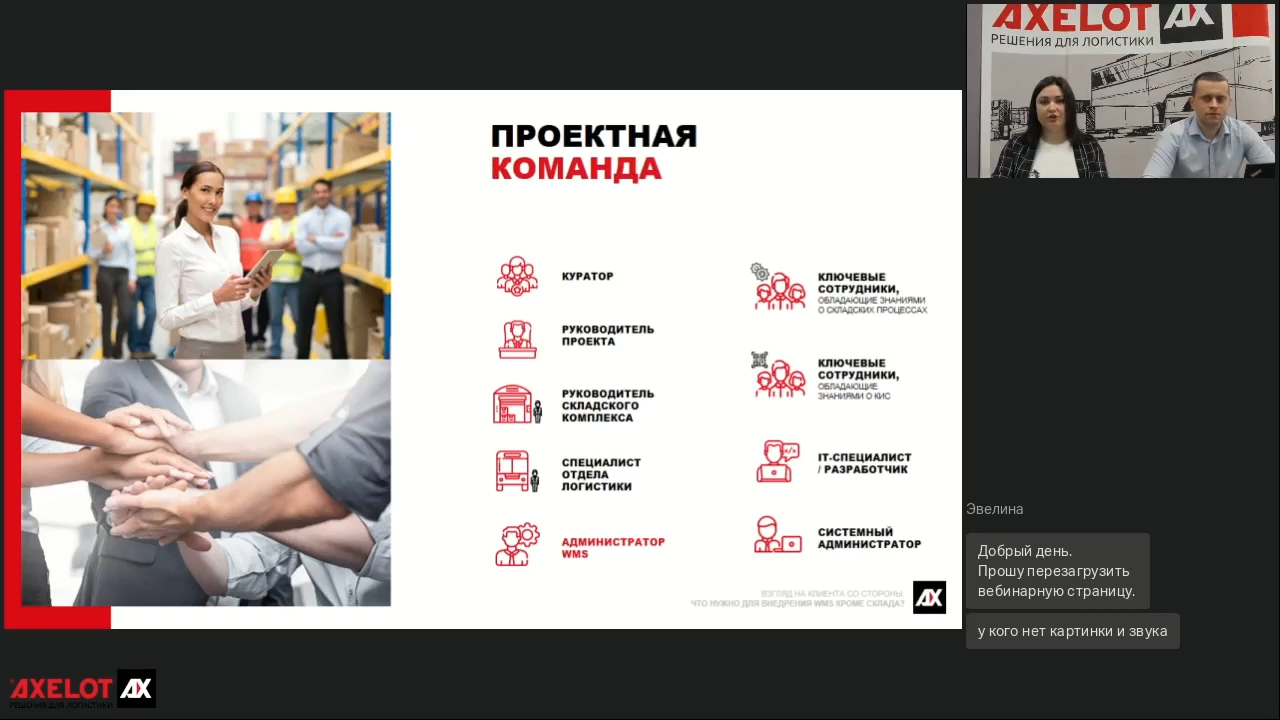 ПРОЕКТНАЯ
КОМАНДА
КУРАТОР
РУКОВОДИТЕЛЬ
ПРОЕКТА
РУКОВОДИТЕЛЬ
СКЛАДСКОГО
КОМПЛЕКСА
СПЕЦИАЛИСТ
ОТДЕЛА
ЛОГИСТИКИ
АДМИНИСТРАТОР
WMS
КЛЮЧЕВЫЕ
СОТРУДНИКИ,
ОБЛАДАЮЩИЕ ЗНАНИЯМИ
О СКЛАДСКИХ ПРОЦЕССАХ
КЛЮЧЕВЫЕ
СОТРУДНИКИ,
ОБЛАДАЮЩИЕ
ЗНАНИЯМИ О КИС
IT-СПЕЦИАЛИСТ
/ РАЗРАБОТЧИК
СИСТЕМНЫЙ
АДМИНИСТРАТОР
ВЗГЛЯД НА КЛИЕНТА СО СТОРОНЫ.
ЧТО НУЖНО ДЛЯ ВНЕДРЕНИЯ WMS КРОМЕ СКЛАДА?
AX
AXELOT AX
РЕШЕНИЯ ДЛЯ ЛОГИСТИКИ
Эвелина
Добрый день.
Прошу перезагрузить
вебинарную страницу.
у кого нет картинки и звука
AXELOT AX
РЕШЕНИЯ ДЛЯ ЛОГИСТИКИ